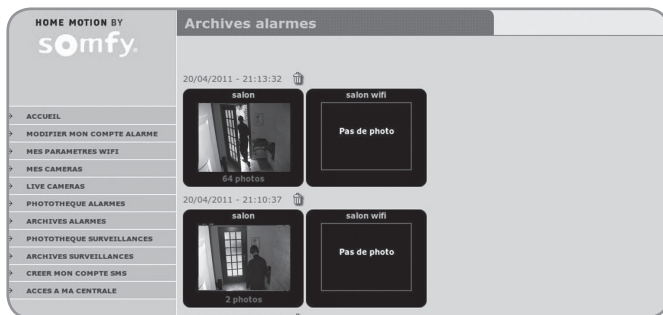 HOME MOTION BY
somfy.
ACCUEIL
MODIFIER MON COMPTE ALARME
MES PARAMETRES WIFI
MES CAMERAS
LIVE CAMERAS
PHOTOTHEQUE ALARMES
ARCHIVES ALARMES
PHOTOTHEQUE SURVEILLANCES
ARCHIVES SURVEILLANCES
CREER MON COMPTE SMS
ACCES A MA CENTRALE
Archives alarmes
20/04/2011 - 21:13:32
salon
64 photos
salon wifi
Pas de photo
20/04/2011 - 21:10:37
salon
2 photos
salon wifi
Pas de photo